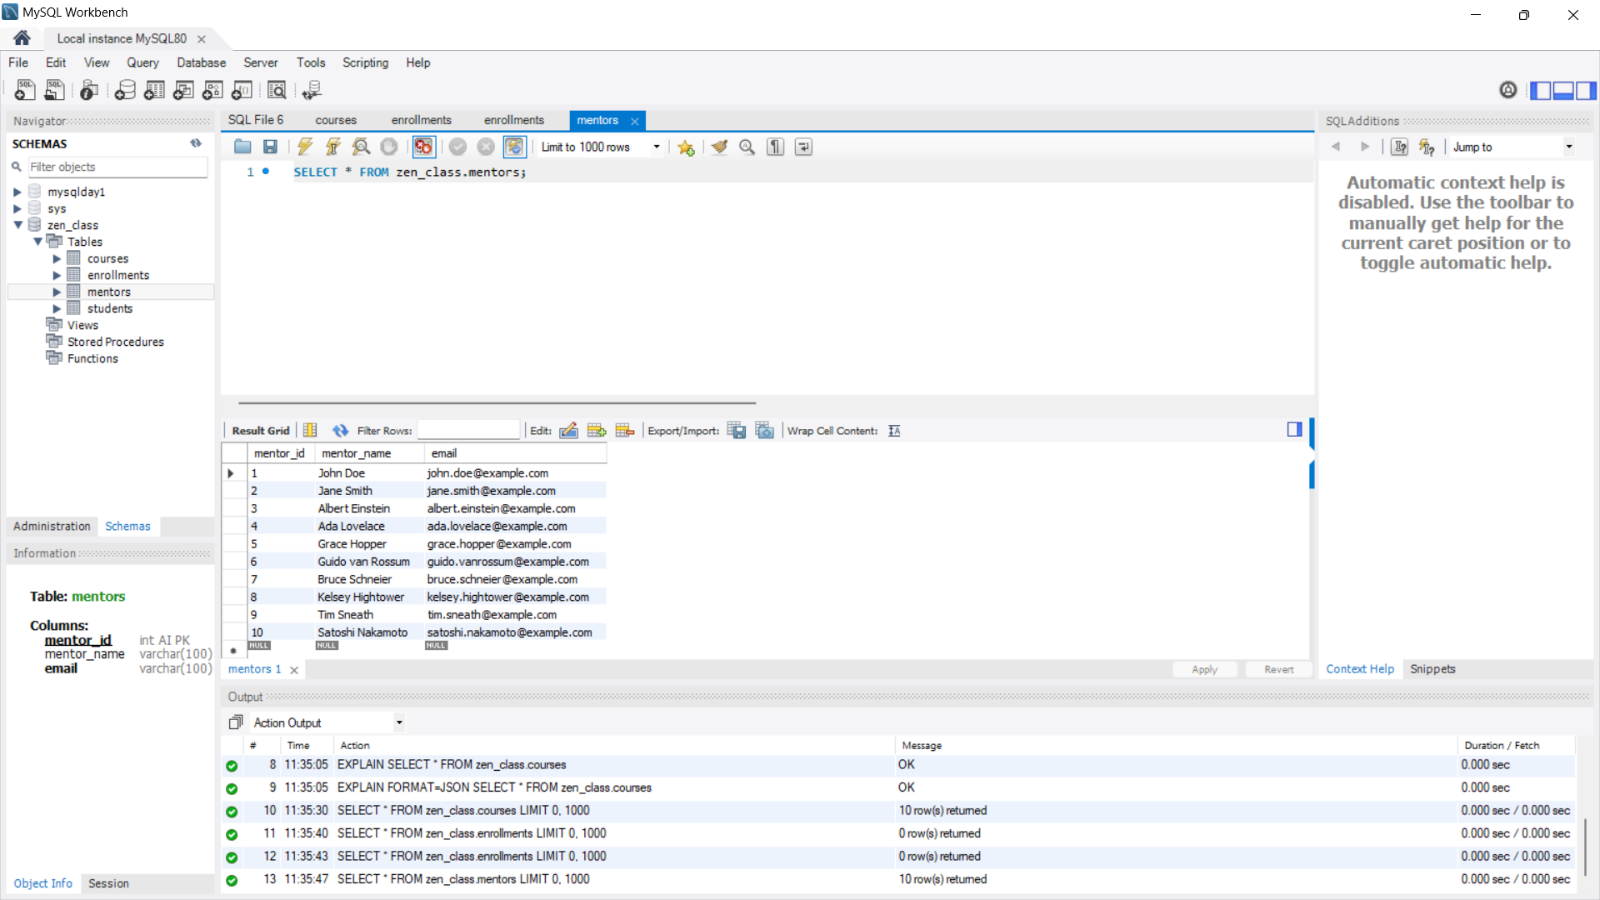 MySQL Workbench
Local instance MySQL80
File Edit View Query Database Server Tools Scripting Help
Navigator
SCHEMAS
Filter objects
mysqlday1
sys
zen_class
Tables
courses
enrollments
mentors
students
Views
Stored Procedures
Functions
Administration Schemas
Information
Table: mentors
Columns:
mentor_id int AI PK
mentor_name varchar(100)
email varchar(100)
Object Info Session
SQL File 6 courses enrollments enrollments mentors
Limit to 1000 rows
1 SELECT * FROM zen_class.mentors;
Result Grid Filter Rows: Edit: Export/Import: Wrap Cell Content:
mentor_id mentor_name email
1 John Doe john.doe@example.com
2 Jane Smith jane.smith@example.com
3 Albert Einstein albert.einstein@example.com
4 Ada Lovelace ada.lovelace@example.com
5 Grace Hopper grace.hopper@example.com
6 Guido van Rossum guido.vanrossum@example.com
7 Bruce Schneier bruce.schneier@example.com
8 Kelsey Hightower kelsey.hightower@example.com
9 Tim Sneath tim.sneath@example.com
10 Satoshi Nakamoto satoshi.nakamoto@example.com
NULL NULL NULL
mentors 1 Apply Revert
SQLAdditions
Jump to
Automatic context help is
disabled. Use the toolbar to
manually get help for the
current caret position or to
toggle automatic help.
Context Help Snippets
Output
Action Output
# Time Action Message Duration / Fetch
8 11:35:05 EXPLAIN SELECT * FROM zen_class.courses OK 0.000 sec
9 11:35:05 EXPLAIN FORMAT=JSON SELECT * FROM zen_class.courses OK 0.000 sec
10 11:35:30 SELECT * FROM zen_class.courses LIMIT 0, 1000 10 row(s) returned 0.000 sec / 0.000 sec
11 11:35:40 SELECT * FROM zen_class.enrollments LIMIT 0, 1000 0 row(s) returned 0.000 sec / 0.000 sec
12 11:35:43 SELECT * FROM zen_class.enrollments LIMIT 0, 1000 0 row(s) returned 0.000 sec / 0.000 sec
13 11:35:47 SELECT * FROM zen_class.mentors LIMIT 0, 1000 10 row(s) returned 0.000 sec / 0.000 sec